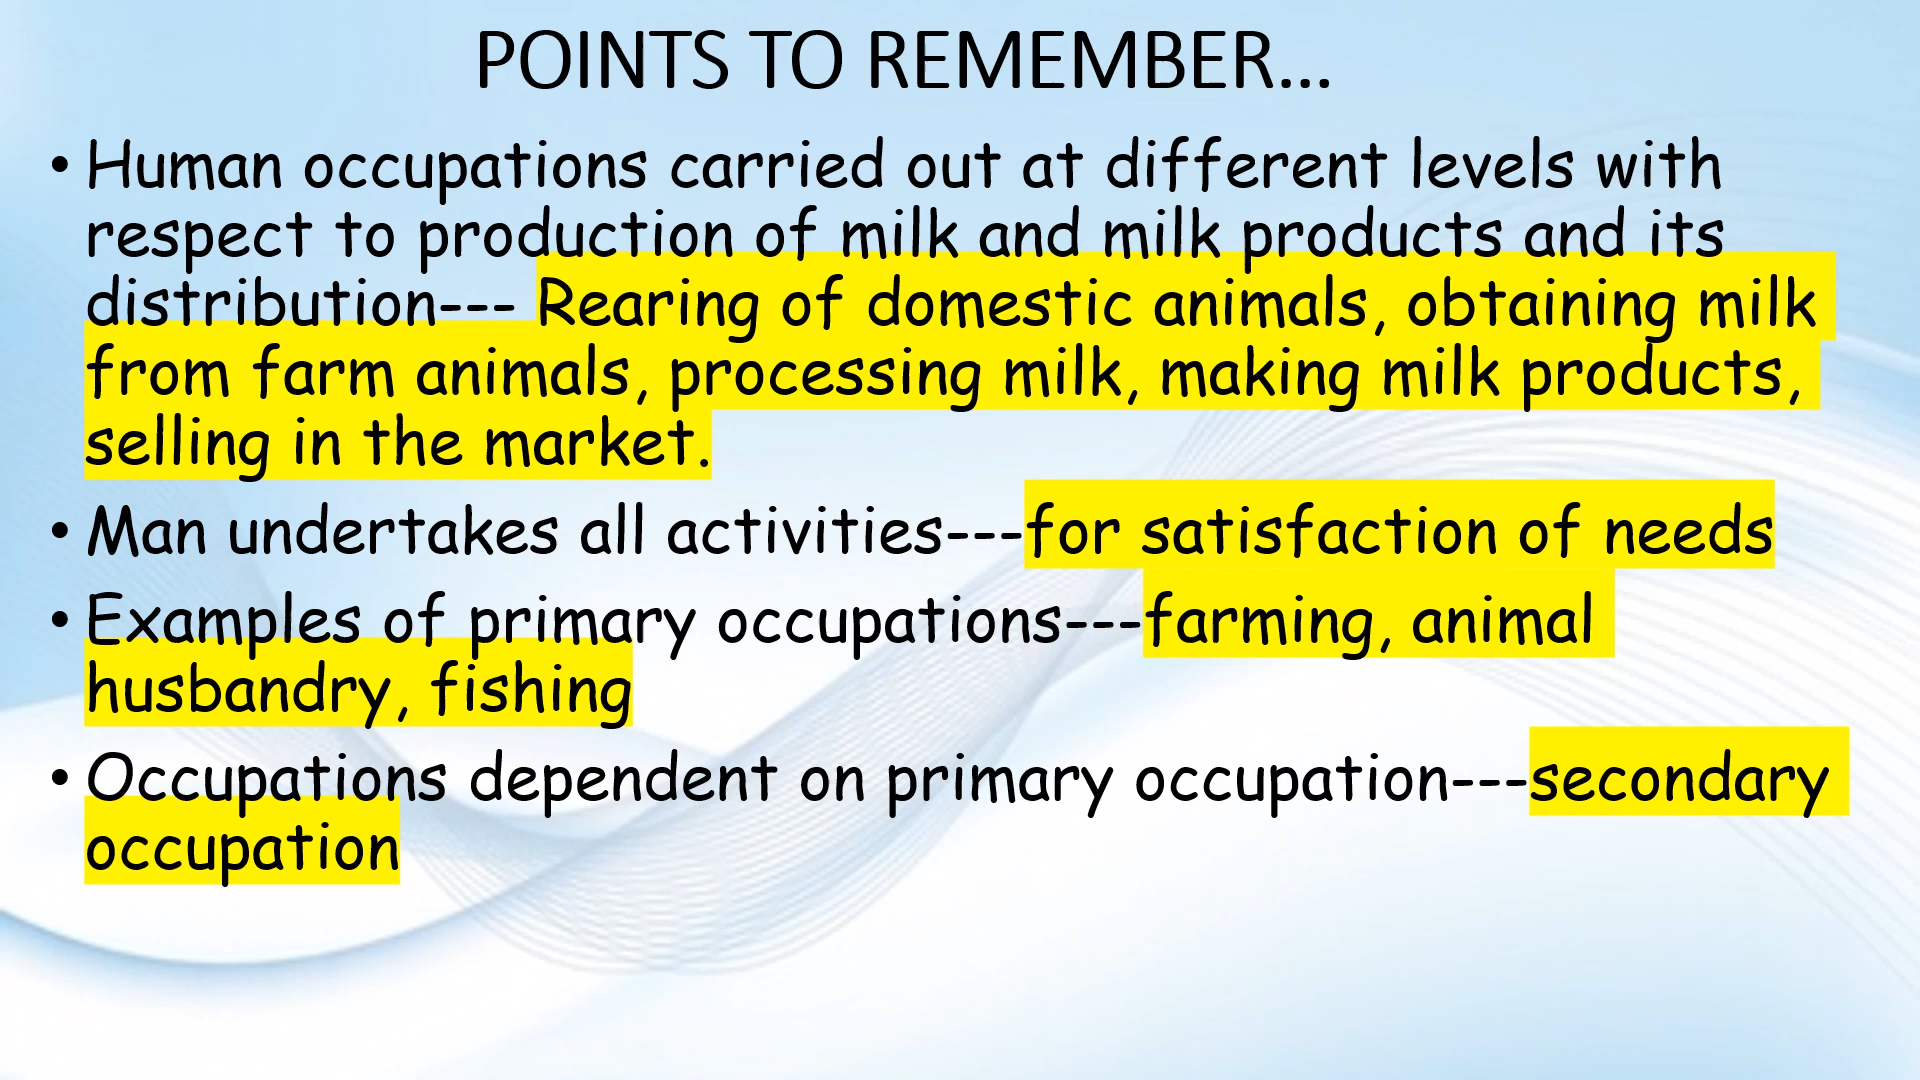 POINTS TO REMEMBER...
• Human occupations carried out at different levels with
respect to production of milk and milk products and its
distribution--- Rearing of domestic animals, obtaining milk
from farm animals, processing milk, making milk products,
selling in the market.
• Man undertakes all activities---for satisfaction of needs
• Examples of primary occupations---farming, animal
husbandry, fishing
• Occupations dependent on primary occupation---secondary
occupation